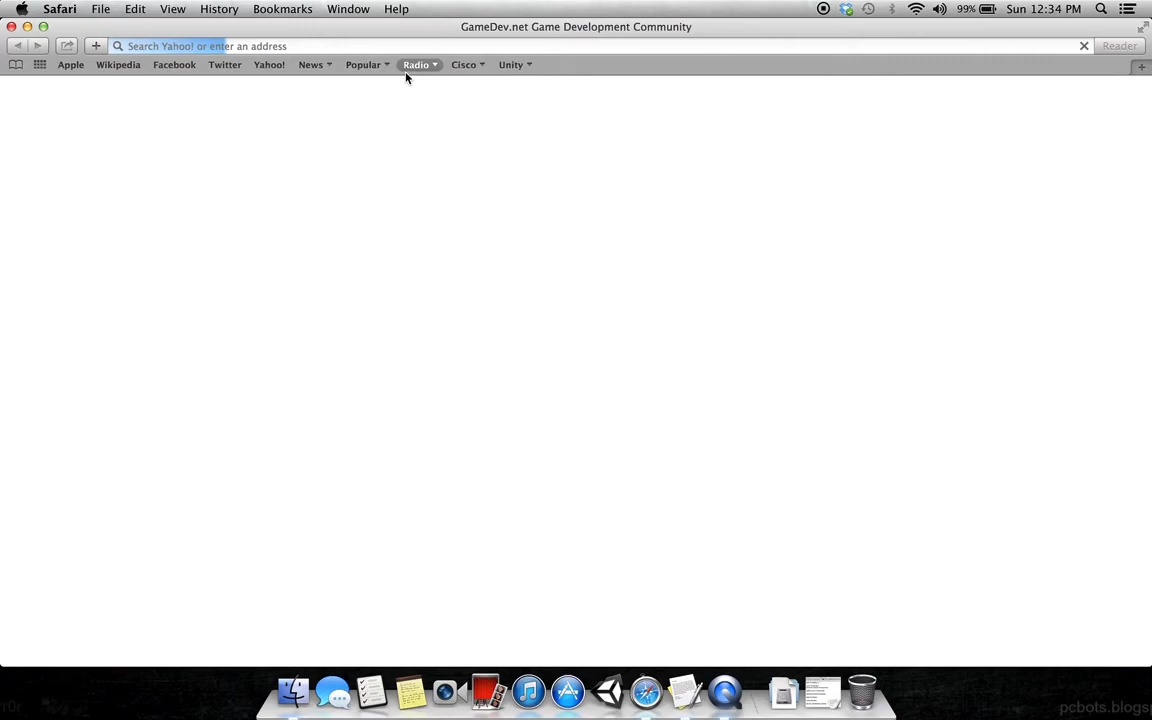 Safari File Edit View History Bookmarks Window Help 99% Sun 12:34 PM
GameDev.net Game Development Community
Search Yahoo! or enter an address Reader
Apple Wikipedia Facebook Twitter Yahoo! News Popular Radio Cisco Unity
pcbots.blogs